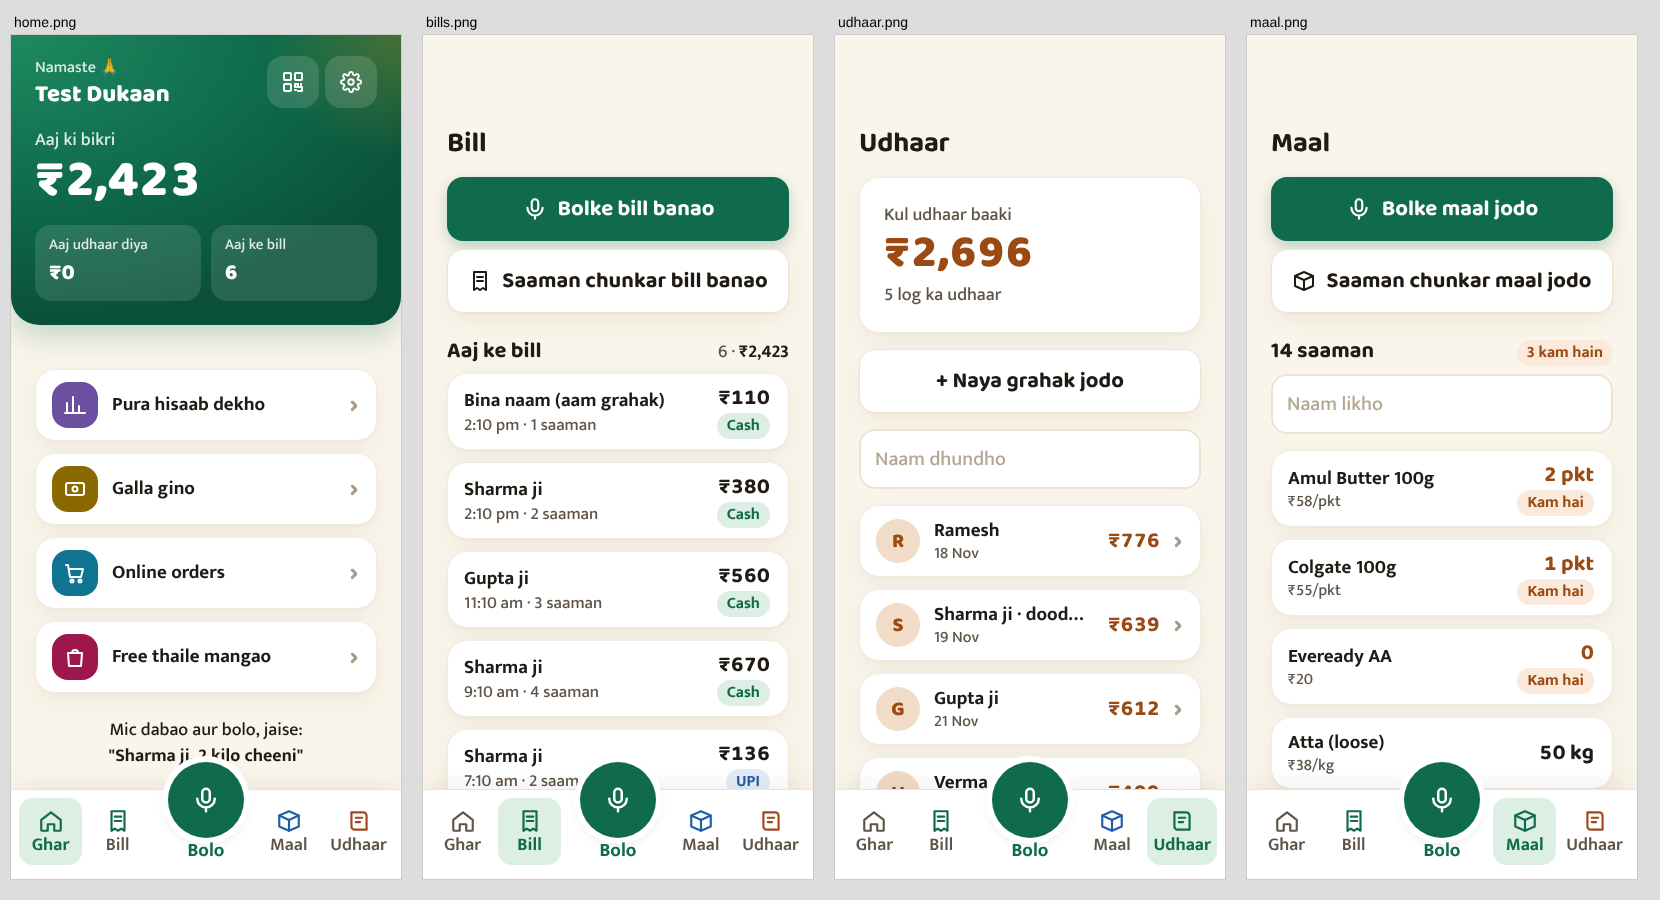 home.png
Namaste 🙏
Test Dukaan
Aaj ki bikri
₹2,423
Aaj udhaar diya
₹0
Aaj ke bill
6
Pura hisaab dekho
Galla gino
Online orders
Free thaile mangao
Mic dabao aur bolo, jaise:
"Sharma ji, 2 kilo cheeni"
Ghar
Bill
Bolo
Maal
Udhaar
bills.png
Bill
Bolke bill banao
Saaman chunkar bill banao
Aaj ke bill
6 · ₹2,423
Bina naam (aam grahak)
₹110
2:10 pm · 1 saaman
Cash
Sharma ji
₹380
2:10 pm · 2 saaman
Cash
Gupta ji
₹560
11:10 am · 3 saaman
Cash
Sharma ji
₹670
9:10 am · 4 saaman
Cash
Sharma ji
₹136
7:10 am · 2 saam
UPI
Ghar
Bill
Bolo
Maal
Udhaar
udhaar.png
Udhaar
Kul udhaar baaki
₹2,696
5 log ka udhaar
+ Naya grahak jodo
Naam dhundho
R
Ramesh
₹776
18 Nov
S
Sharma ji · dood...
₹639
19 Nov
G
Gupta ji
₹612
21 Nov
Verma
Ghar
Bill
Bolo
Maal
Udhaar
maal.png
Maal
Bolke maal jodo
Saaman chunkar maal jodo
14 saaman
3 kam hain
Naam likho
Amul Butter 100g
2 pkt
₹58/pkt
Kam hai
Colgate 100g
1 pkt
₹55/pkt
Kam hai
Eveready AA
0
₹20
Kam hai
Atta (loose)
50 kg
₹38/kg
Ghar
Bill
Bolo
Maal
Udhaar